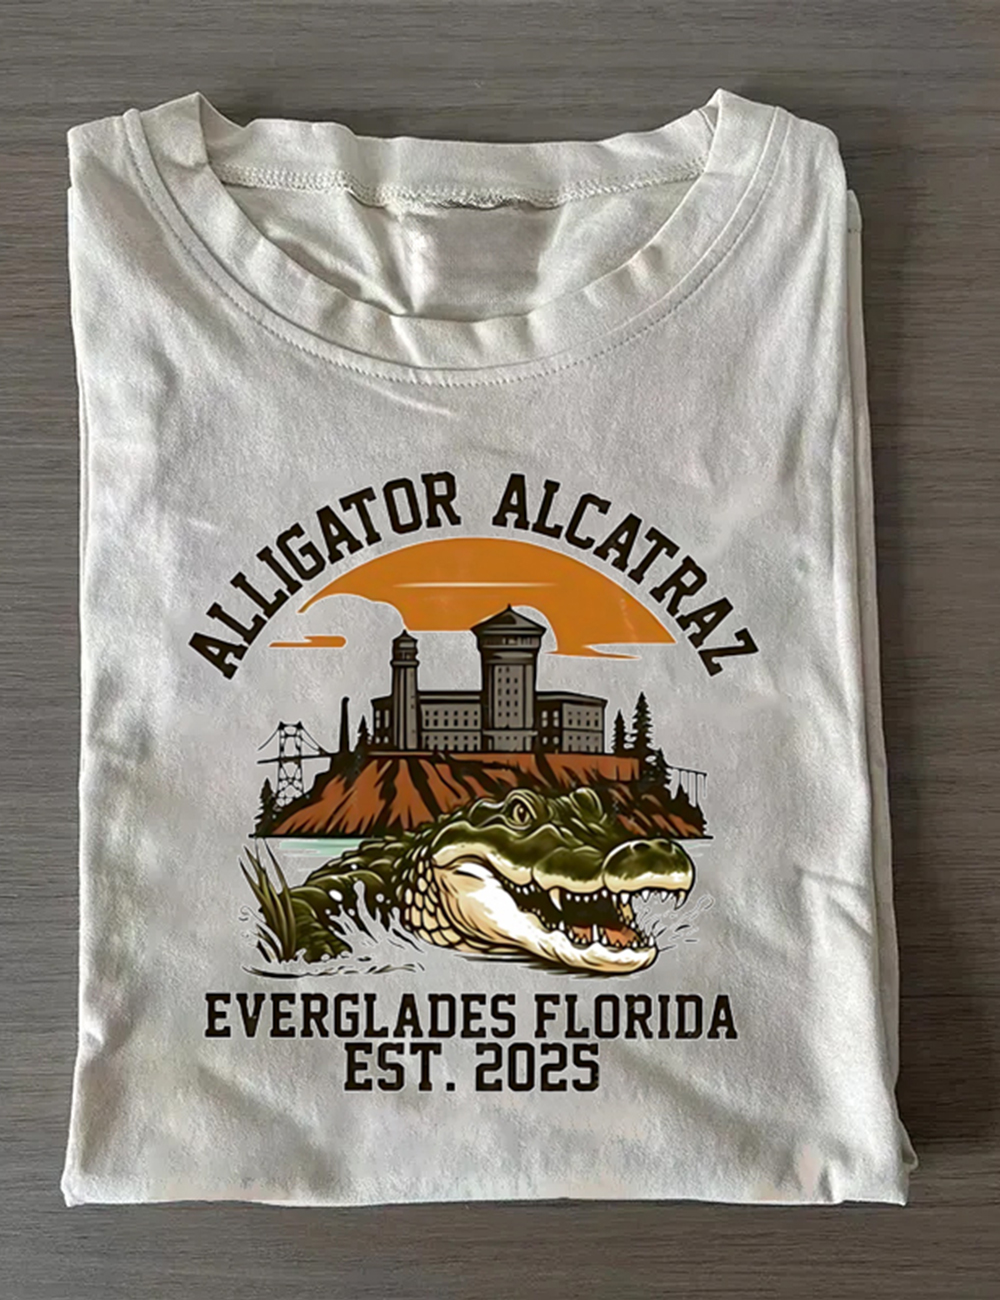 ALLIGATOR ALCATRAZ
EVERGLADES FLORIDA
EST. 2025